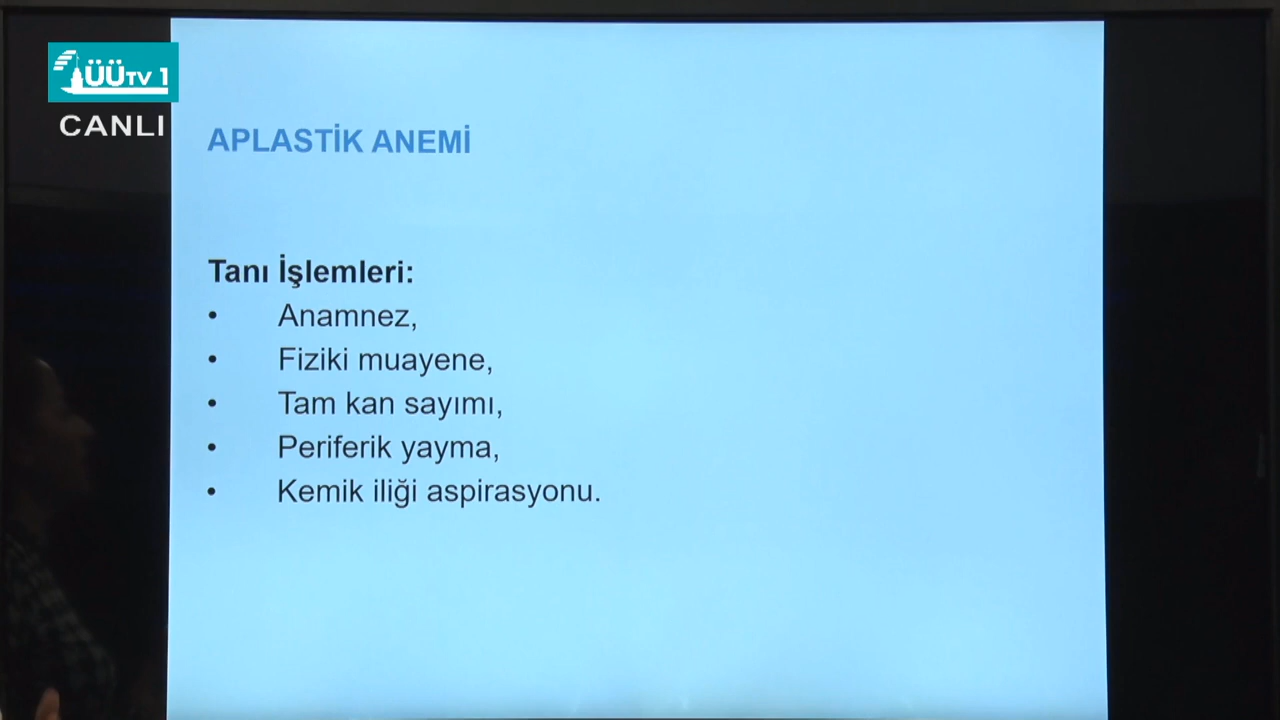 ÜÜTV 1
CANLI
APLASTİK ANEMİ
Tanı İşlemleri:
• Anamnez,
• Fiziki muayene,
• Tam kan sayımı,
• Periferik yayma,
• Kemik iliği aspirasyonu.